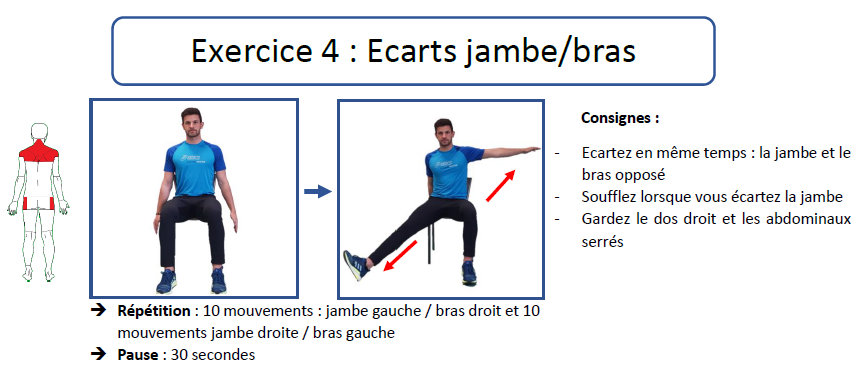 Exercice 4 : Ecarts jambe/bras
Consignes :
- Ecartez en même temps : la jambe et le
bras opposé
- Soufflez lorsque vous écartez la jambe
- Gardez le dos droit et les abdominaux
serrés
➔ Répétition : 10 mouvements : jambe gauche / bras droit et 10
mouvements jambe droite / bras gauche
➔ Pause : 30 secondes